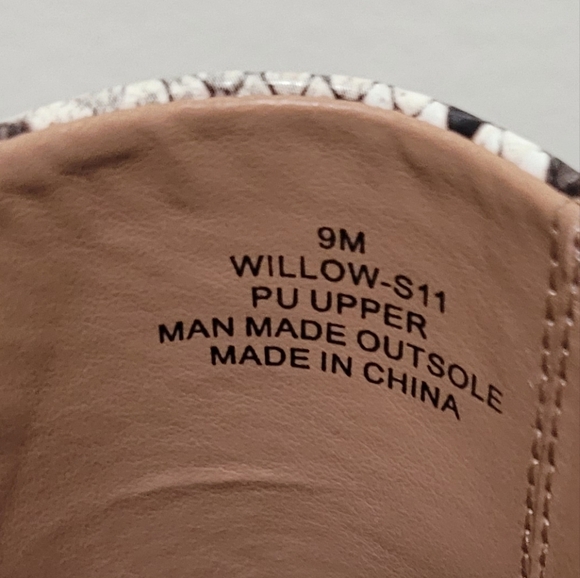 9M
WILLOW-S11
PU UPPER
MAN MADE OUTSOLE
MADE IN CHINA